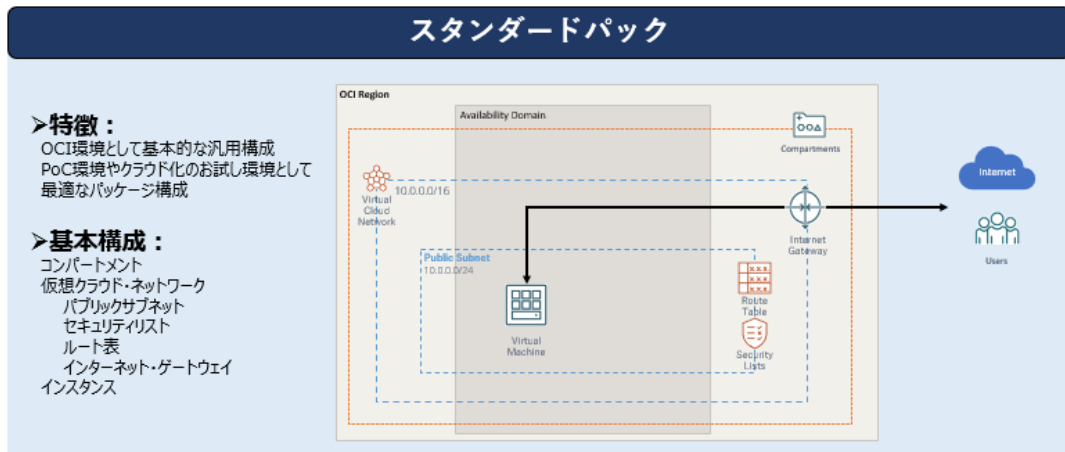 スタンダードパック
➢特徴：
OCI環境として基本的な汎用構成
PoC環境やクラウド化のお試し環境として
最適なパッケージ構成
➢基本構成：
コンパートメント
仮想クラウド・ネットワーク
パブリックサブネット
セキュリティリスト
ルート表
インターネット・ゲートウェイ
インスタンス
OCI Region
Availability Domain
Compartments
Virtual
Cloud
Network
10.0.0.0/16
Internet
Gateway
Public Subnet
10.0.0.0/24
Virtual
Machine
Route
Table
Security
Lists
Internet
Users